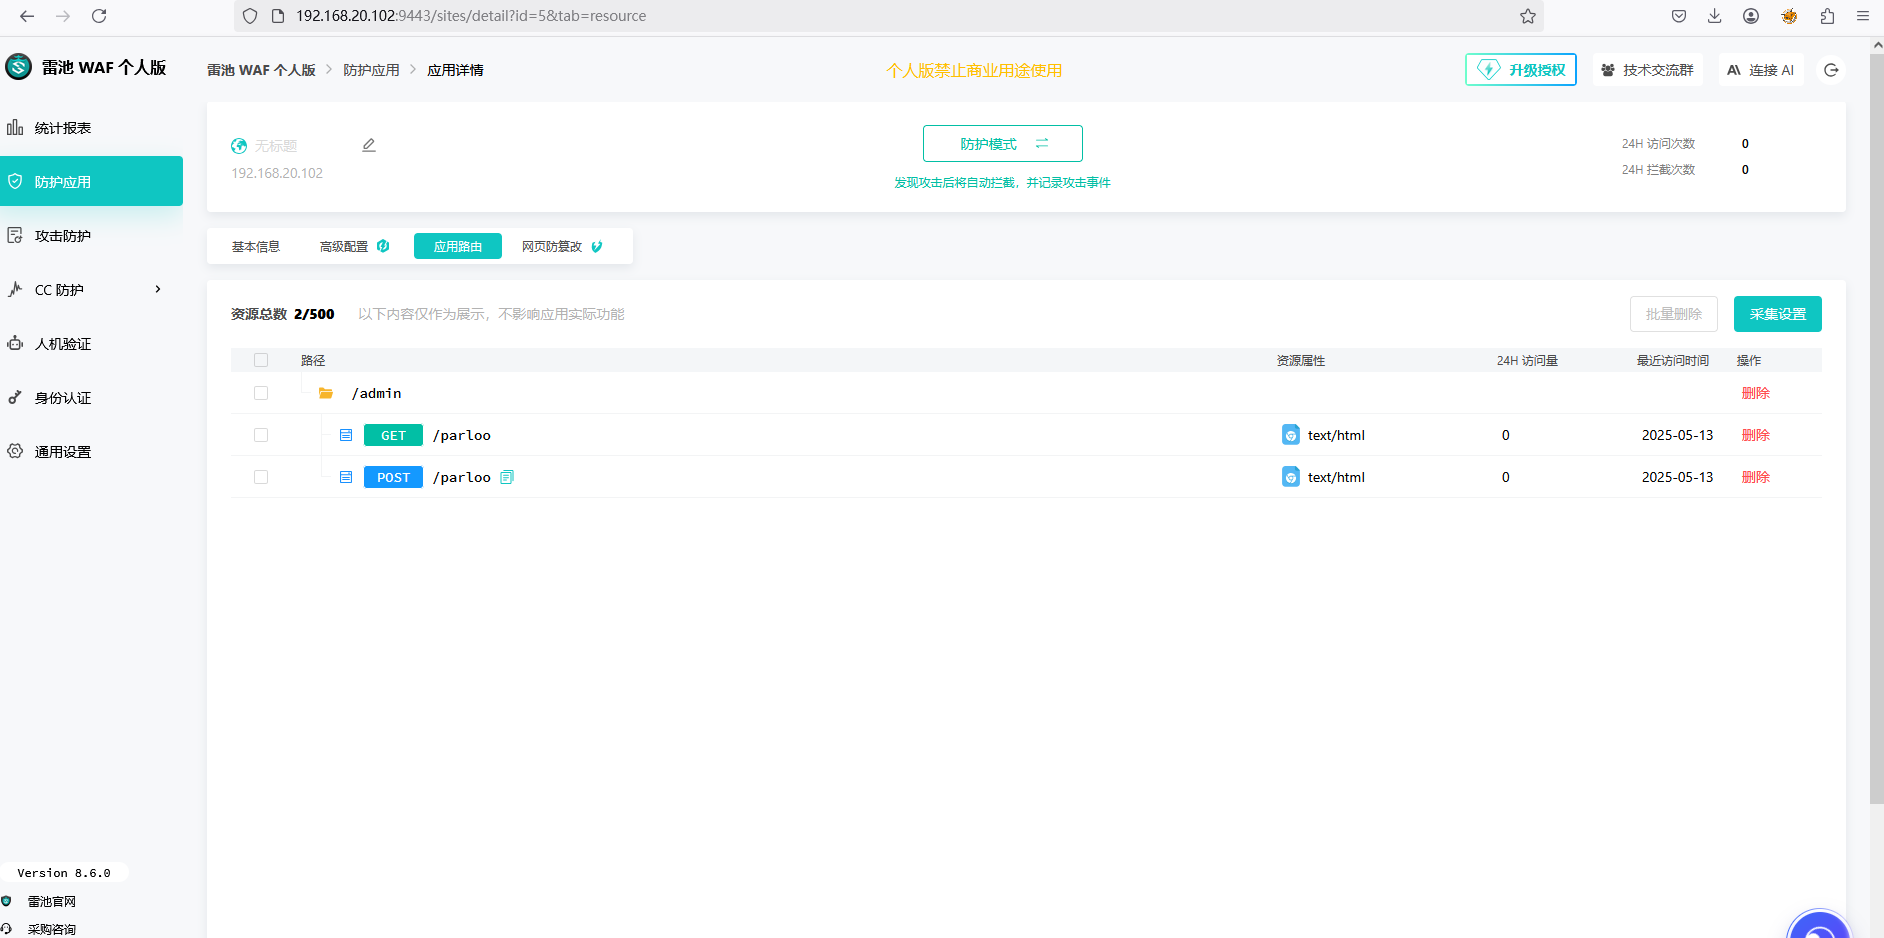 192.168.20.102:9443/sites/detail?id=5&tab=resource
雷池 WAF 个人版
雷池 WAF 个人版 > 防护应用 > 应用详情
个人版禁止商业用途使用
升级授权
技术交流群
连接 AI
统计报表
防护应用
攻击防护
CC 防护
人机验证
身份认证
通用设置
无标题
192.168.20.102
防护模式
发现攻击后将自动拦截，并记录攻击事件
24H 访问次数 0
24H 拦截次数 0
基本信息 高级配置 应用路由 网页防篡改
资源总数 2/500 以下内容仅作为展示，不影响应用实际功能
批量删除 采集设置
路径 资源属性 24H 访问量 最近访问时间 操作
/admin 删除
GET /parloo text/html 0 2025-05-13 删除
POST /parloo text/html 0 2025-05-13 删除
Version 8.6.0
雷池官网
采购咨询